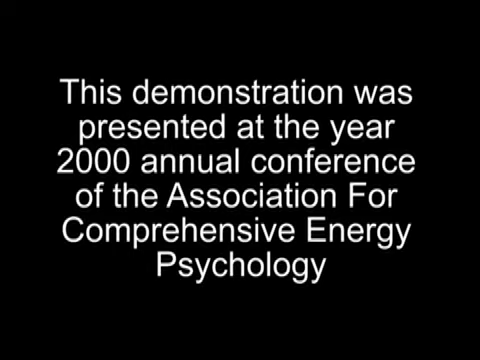 This demonstration was
presented at the year
2000 annual conference
of the Association For
Comprehensive Energy
Psychology